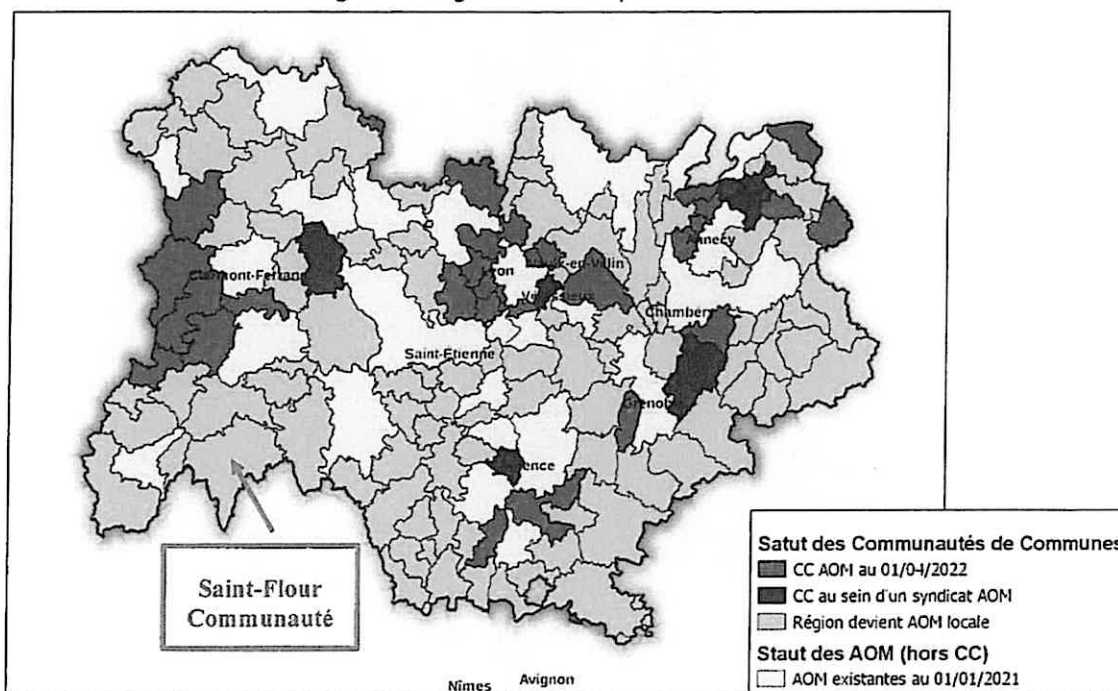 Clermont-Ferrand
Lyon
Vaulx-en-Velin
Vénissieux
Annecy
Chambéry
Saint-Étienne
Grenoble
ence
Saint-Flour
Communauté
Nîmes
Avignon
Satut des Communautés de Communes
CC AOM au 01/04/2022
CC au sein d'un syndicat AOM
Région devient AOM locale
Staut des AOM (hors CC)
AOM existantes au 01/01/2021